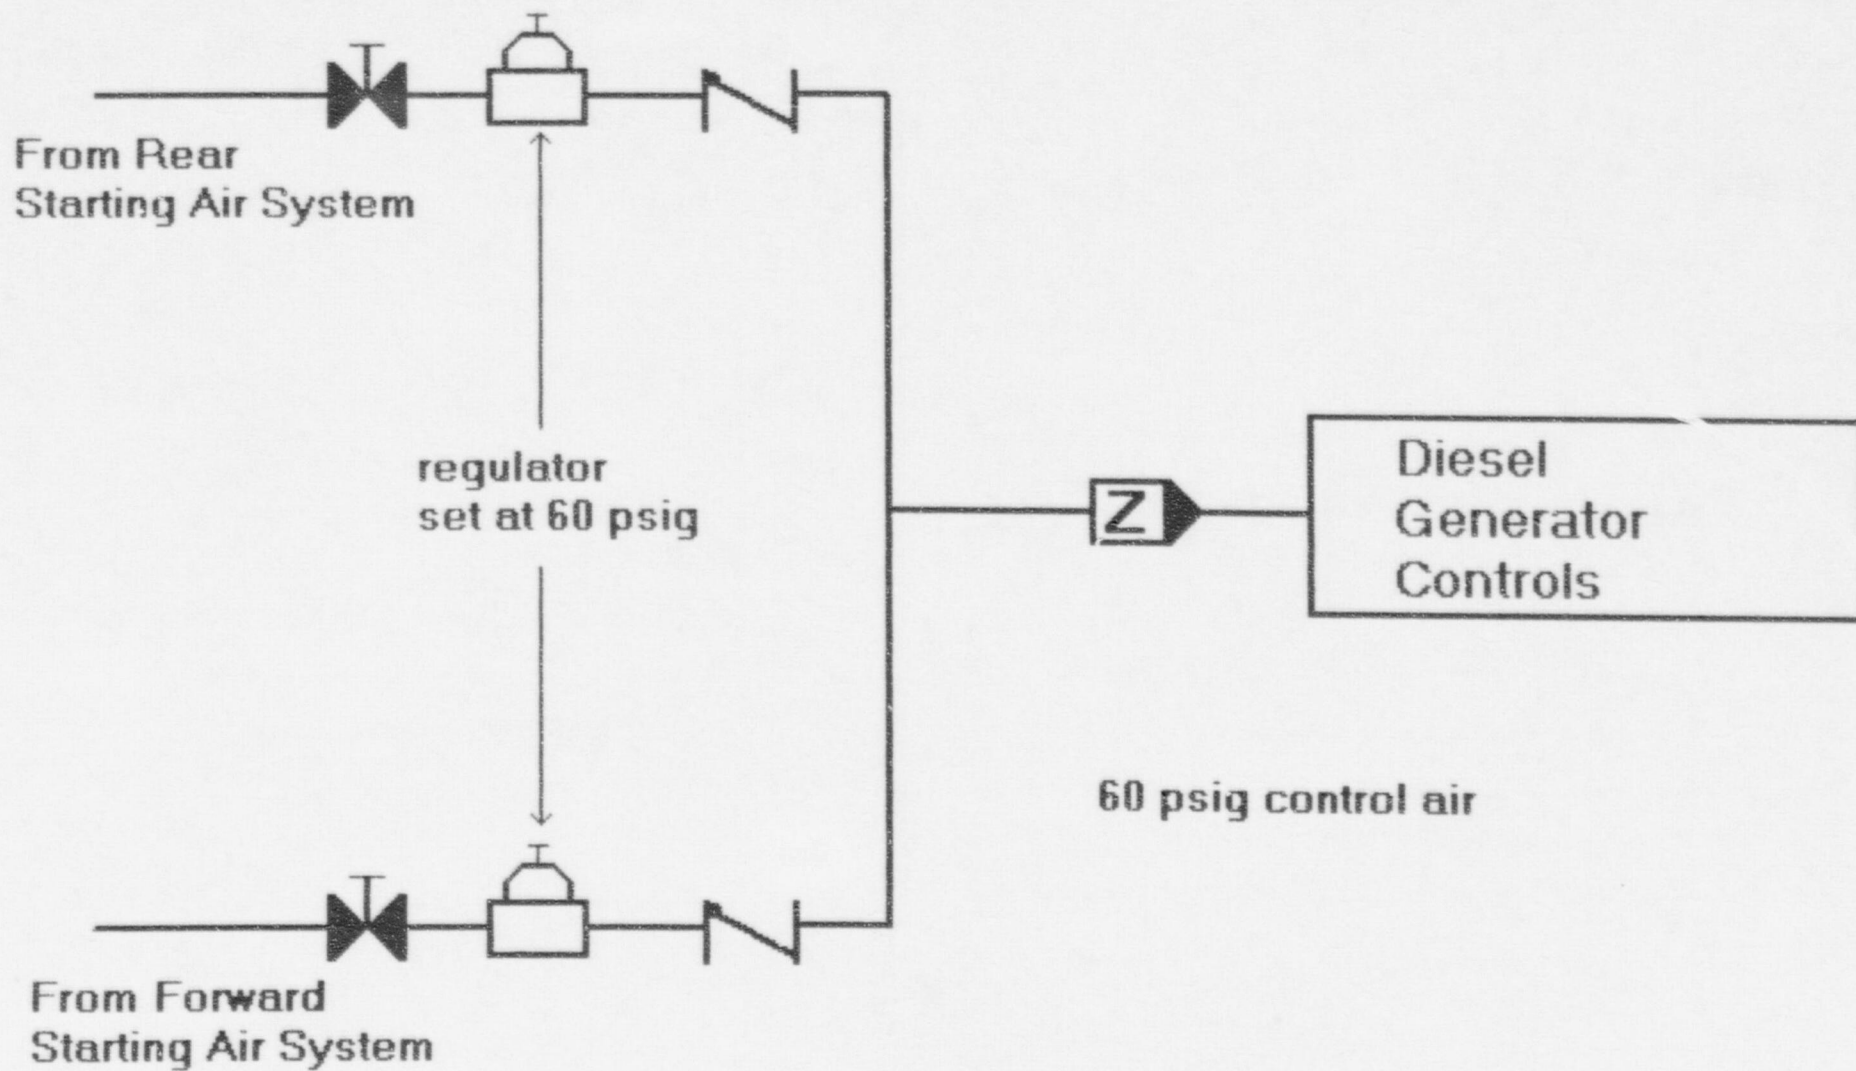 From Rear
Starting Air System
regulator
set at 60 psig
Z
Diesel
Generator
Controls
60 psig control air
From Forward
Starting Air System